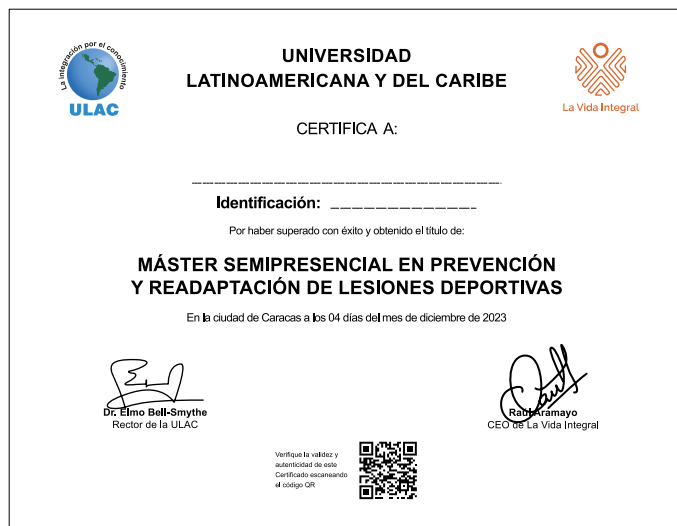 La integración por el conocimiento
ULAC
UNIVERSIDAD
LATINOAMERICANA Y DEL CARIBE
La Vida Integral
CERTIFICA A:
Identificación:
Por haber superado con éxito y obtenido el título de:
MÁSTER SEMIPRESENCIAL EN PREVENCIÓN
Y READAPTACIÓN DE LESIONES DEPORTIVAS
En la ciudad de Caracas a los 04 días del mes de diciembre de 2023
Dr. Elmo Bell-Smythe
Rector de la ULAC
Raúl Aramayo
CEO de La Vida Integral
Verifique la validez y
autenticidad de este
Certificado escaneando
el código QR